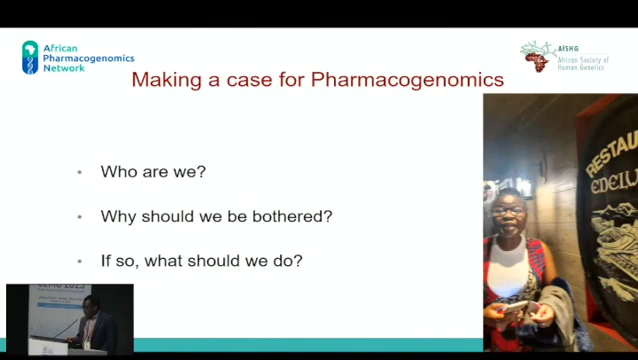 African
Pharmacogenomics
Network
AfSHG
African Society of
Human Genetics
Making a case for Pharmacogenomics
• Who are we?
• Why should we be bothered?
• If so, what should we do?
RESTAU